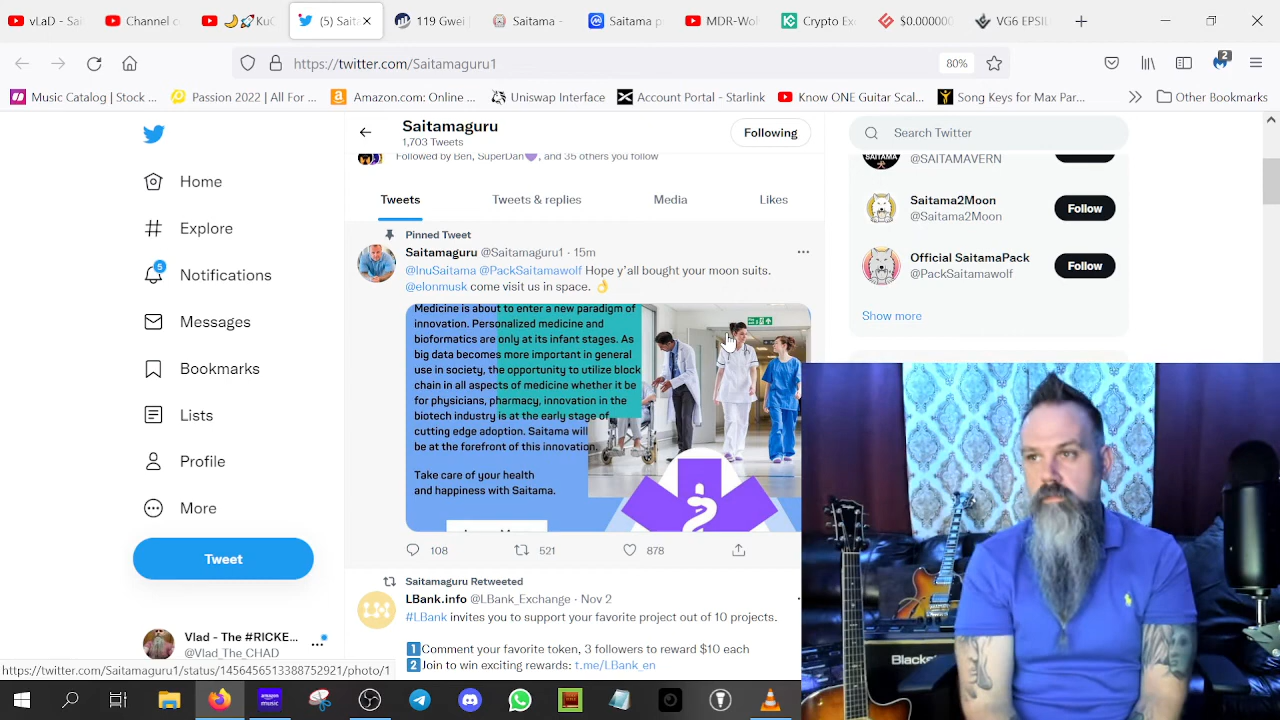 vLaD - Sai
Channel co
KuC
(5) Sait
119 Gwei
Saitama -
Saitama p
MDR-Wo
Crypto Ex
$0.000000
VG6 EPSIL
https://twitter.com/Saitamaguru1
80%
2
Music Catalog | Stock ...
Passion 2022 | All For ...
Amazon.com: Online ...
Uniswap Interface
Account Portal - Starlink
Know ONE Guitar Scal...
Song Keys for Max Par...
Other Bookmarks
Home
Explore
5
Notifications
Messages
Bookmarks
Lists
Profile
More
Tweet
Vlad - The #RICKE...
@Vlad_The_CHAD
Saitamaguru
1,703 Tweets
Following
Followed by Ben, SuperDan💜, and 35 others you follow
Tweets
Tweets & replies
Media
Likes
Pinned Tweet
Saitamaguru @Saitamaguru1 · 15m
@InuSaitama @PackSaitamawolf Hope y'all bought your moon suits.
@elonmusk come visit us in space. 👌
Medicine is about to enter a new paradigm of
innovation. Personalized medicine and
bioformatics are only at its infant stages. As
big data becomes more important in general
use in society, the opportunity to utilize block
chain in all aspects of medicine whether it be
for physicians, pharmacy, innovation in the
biotech industry is at the early stage of
cutting edge adoption. Saitama will
be at the forefront of this innovation
Take care of your health
and happiness with Saitama.
108
521
878
Saitamaguru Retweeted
LBank.info @LBank_Exchange · Nov 2
#LBank invites you to support your favorite project out of 10 projects.
1️⃣Comment your favorite token, 3 followers to reward $10 each
2️⃣Join to win exciting rewards: t.me/LBank_en
Search Twitter
SAITAMA
@SAITAMAVERN
Saitama2Moon
@Saitama2Moon
Follow
Official SaitamaPack
@PackSaitamawolf
Follow
Show more
https://twitter.com/Saitamaguru1/status/1456456513388752921/photo/1
amazon
music